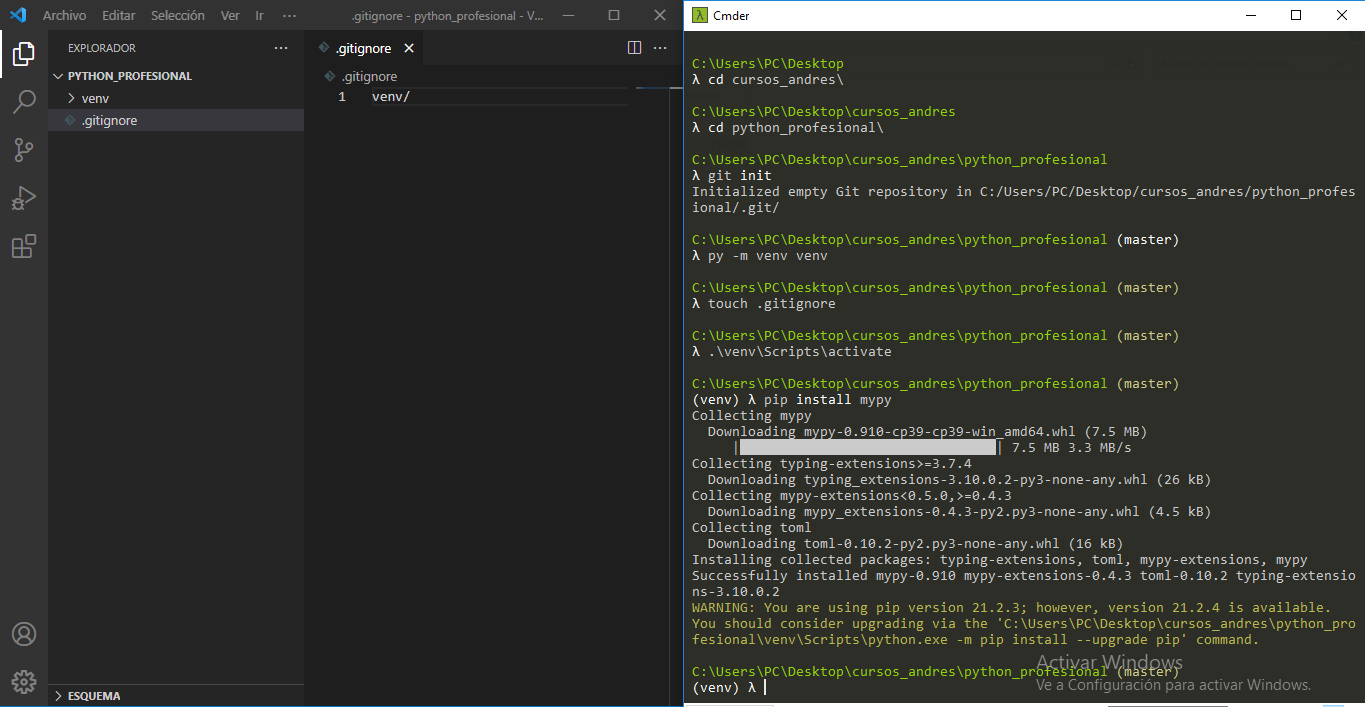 Archivo Editar Selección Ver Ir ··· .gitignore - python_profesional - V...
EXPLORADOR ···
PYTHON_PROFESIONAL
venv
.gitignore
ESQUEMA
.gitignore
.gitignore
1 venv/
Cmder
C:\Users\PC\Desktop
λ cd cursos_andres\
C:\Users\PC\Desktop\cursos_andres
λ cd python_profesional\
C:\Users\PC\Desktop\cursos_andres\python_profesional
λ git init
Initialized empty Git repository in C:/Users/PC/Desktop/cursos_andres/python_profes
ional/.git/
C:\Users\PC\Desktop\cursos_andres\python_profesional (master)
λ py -m venv venv
C:\Users\PC\Desktop\cursos_andres\python_profesional (master)
λ touch .gitignore
C:\Users\PC\Desktop\cursos_andres\python_profesional (master)
λ .\venv\Scripts\activate
C:\Users\PC\Desktop\cursos_andres\python_profesional (master)
(venv) λ pip install mypy
Collecting mypy
Downloading mypy-0.910-cp39-cp39-win_amd64.whl (7.5 MB)
| | 7.5 MB 3.3 MB/s
Collecting typing-extensions>=3.7.4
Downloading typing_extensions-3.10.0.2-py3-none-any.whl (26 kB)
Collecting mypy-extensions<0.5.0,>=0.4.3
Downloading mypy_extensions-0.4.3-py2.py3-none-any.whl (4.5 kB)
Collecting toml
Downloading toml-0.10.2-py2.py3-none-any.whl (16 kB)
Installing collected packages: typing-extensions, toml, mypy-extensions, mypy
Successfully installed mypy-0.910 mypy-extensions-0.4.3 toml-0.10.2 typing-extensio
ns-3.10.0.2
WARNING: You are using pip version 21.2.3; however, version 21.2.4 is available.
You should consider upgrading via the 'C:\Users\PC\Desktop\cursos_andres\python_pro
fesional\venv\Scripts\python.exe -m pip install --upgrade pip' command.
C:\Users\PC\Desktop\cursos_andres\python_profesional (master)
(venv) λ
Activar Windows
Ve a Configuración para activar Windows.